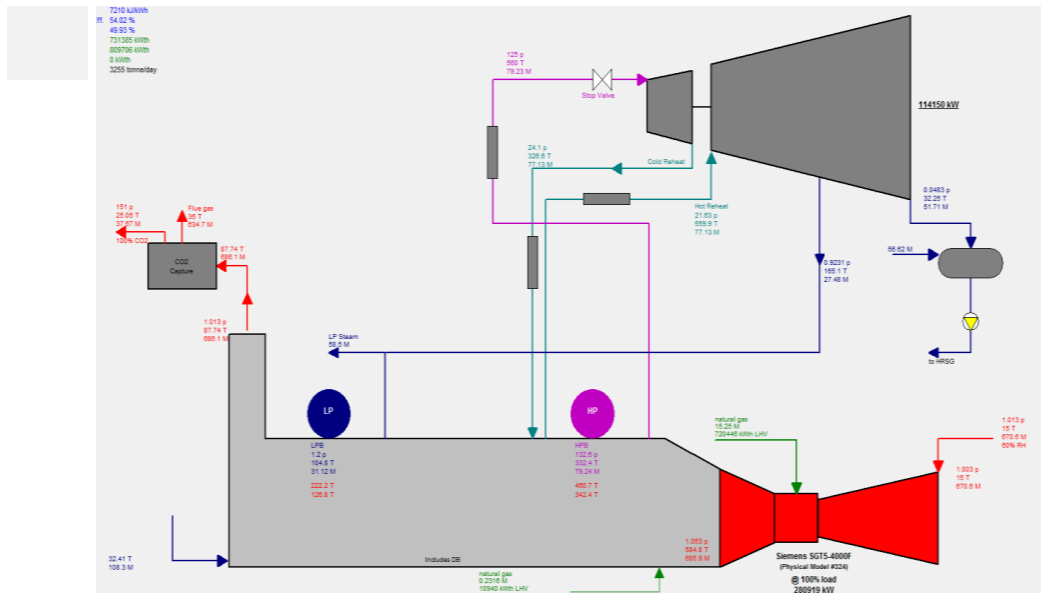 7210 kJ/kWh
54.02 %
49.93 %
731385 kWth
809706 kWth
0 kWth
3255 tonne/day
125 p
560 T
79.23 M
Stop Valve
114150 kW
24.1 p
326.6 T
77.13 M
Cold Reheat
Hot Reheat
21.63 p
559.9 T
77.13 M
0.0483 p
32.25 T
51.71 M
56.62 M
0.9231 p
165.1 T
27.48 M
to HRSG
151 p
25.05 T
37.67 M
100% CO2
Flue gas
35 T
634.7 M
CO2
Capture
87.74 T
686.1 M
1.013 p
87.74 T
686.1 M
LP Steam
58.6 M
LP
HP
LPB
1.2 p
104.8 T
31.12 M
222.2 T
126.8 T
HPB
132.6 p
332.4 T
79.24 M
460.7 T
342.4 T
natural gas
15.25 M
720446 kWth LHV
1.013 p
15 T
670.6 M
60% RH
1.003 p
15 T
670.6 M
32.41 T
108.3 M
Includes DB
1.053 p
584.8 T
685.9 M
natural gas
0.2316 M
10940 kWth LHV
Siemens SGT5-4000F
(Physical Model #324)
@ 100% load
280919 kW